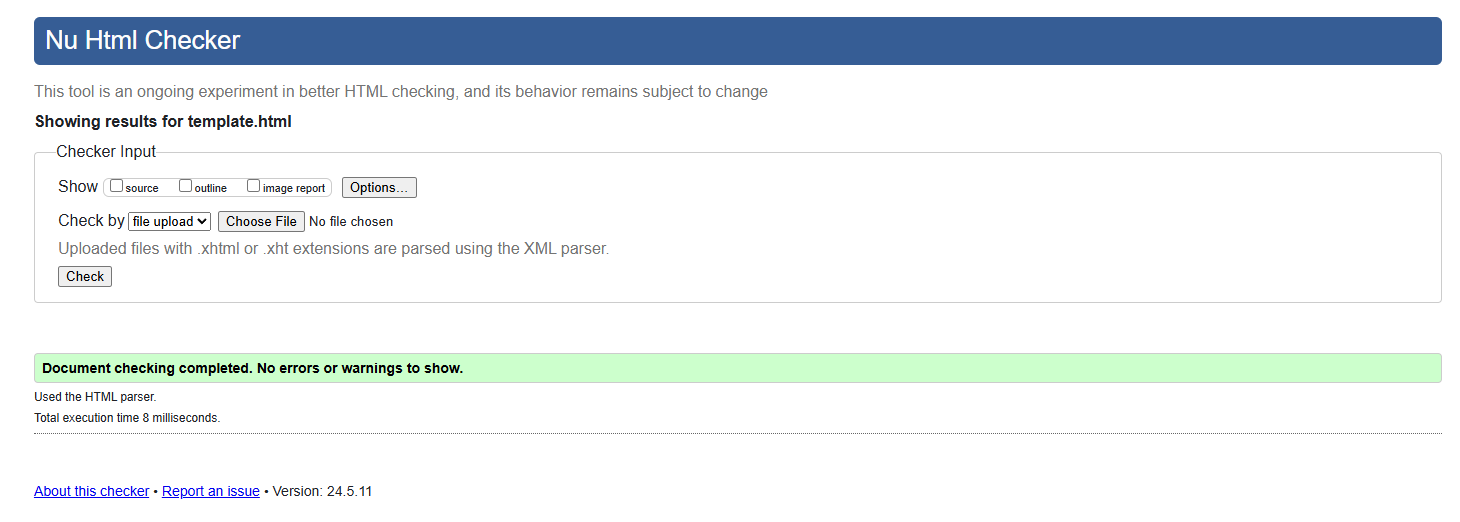 Nu Html Checker
This tool is an ongoing experiment in better HTML checking, and its behavior remains subject to change
Showing results for template.html
Checker Input
Show source outline image report Options...
Check by file upload Choose File No file chosen
Uploaded files with .xhtml or .xht extensions are parsed using the XML parser.
Check
Document checking completed. No errors or warnings to show.
Used the HTML parser.
Total execution time 8 milliseconds.
About this checker • Report an issue • Version: 24.5.11